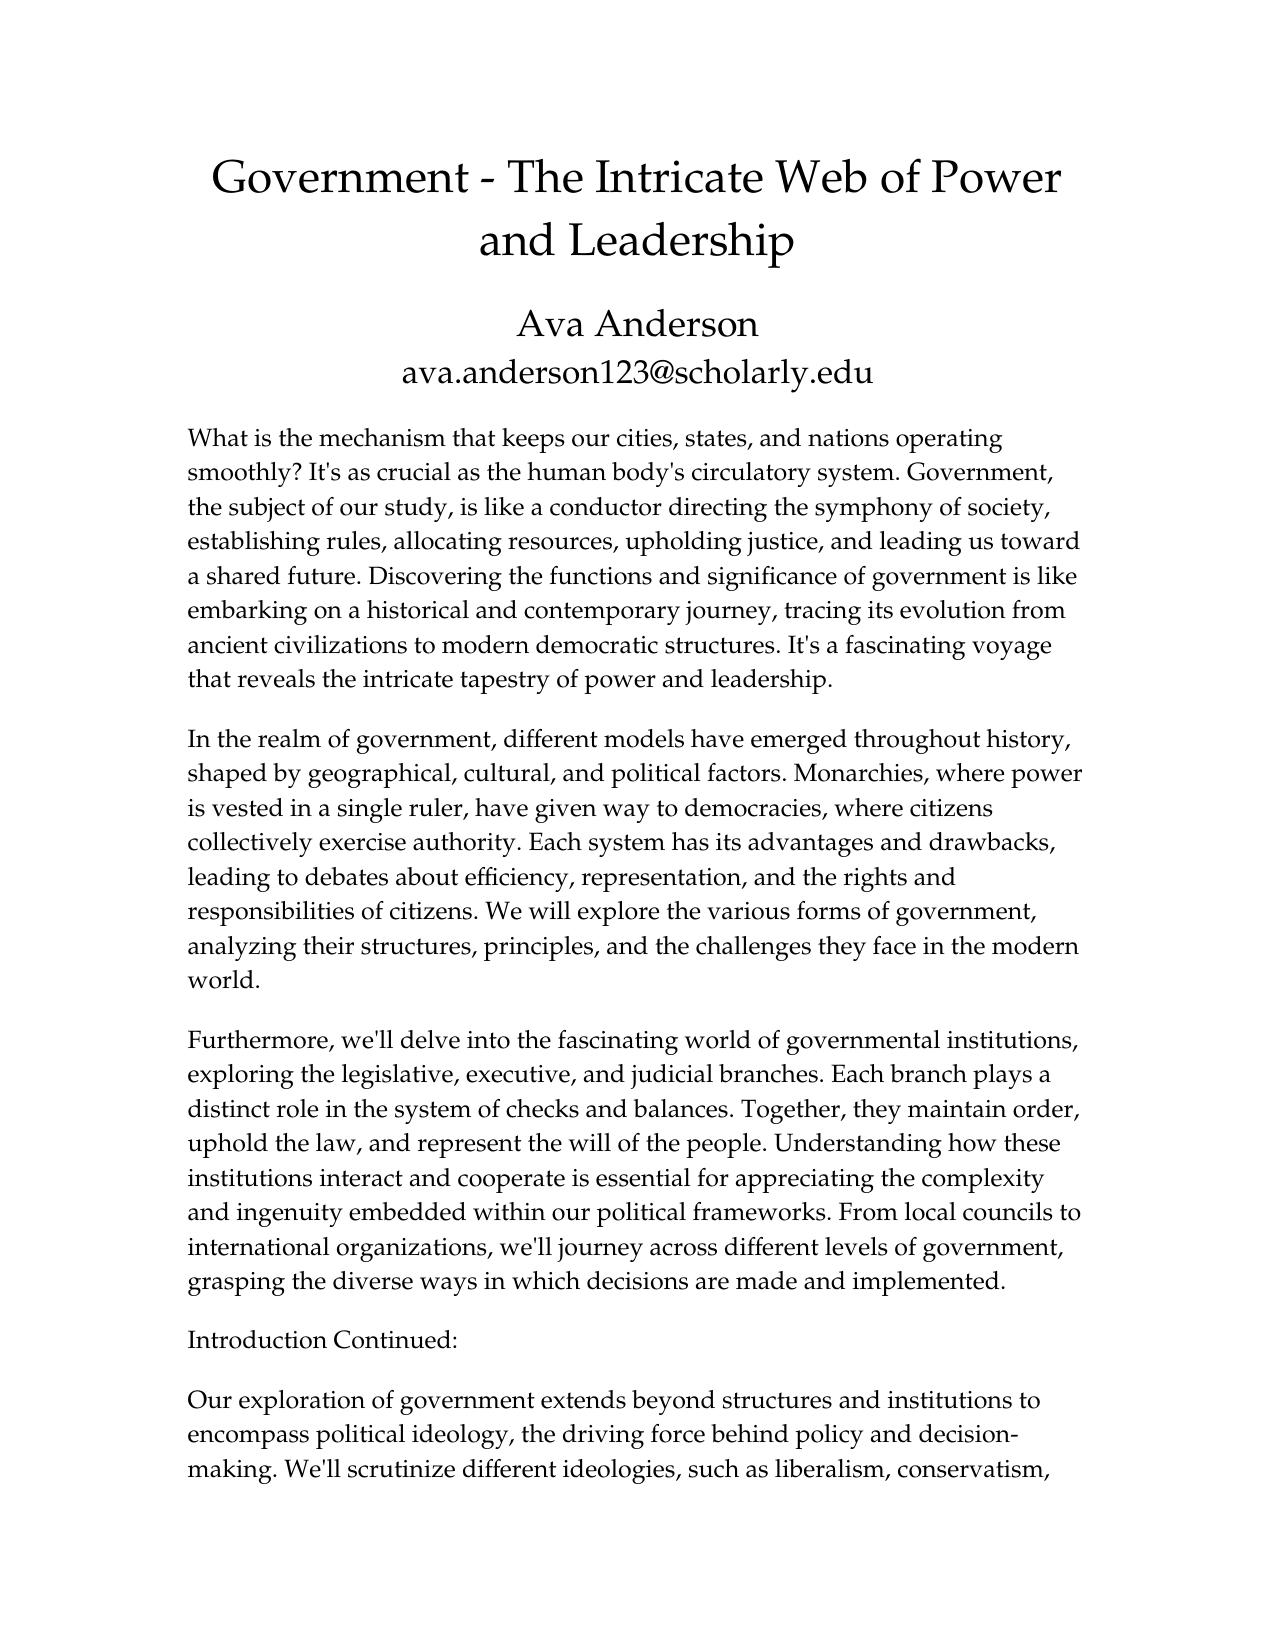 Government - The Intricate Web of Power
and Leadership
Ava Anderson
ava.anderson123@scholarly.edu
What is the mechanism that keeps our cities, states, and nations operating
smoothly? It's as crucial as the human body's circulatory system. Government,
the subject of our study, is like a conductor directing the symphony of society,
establishing rules, allocating resources, upholding justice, and leading us toward
a shared future. Discovering the functions and significance of government is like
embarking on a historical and contemporary journey, tracing its evolution from
ancient civilizations to modern democratic structures. It's a fascinating voyage
that reveals the intricate tapestry of power and leadership.
In the realm of government, different models have emerged throughout history,
shaped by geographical, cultural, and political factors. Monarchies, where power
is vested in a single ruler, have given way to democracies, where citizens
collectively exercise authority. Each system has its advantages and drawbacks,
leading to debates about efficiency, representation, and the rights and
responsibilities of citizens. We will explore the various forms of government,
analyzing their structures, principles, and the challenges they face in the modern
world.
Furthermore, we'll delve into the fascinating world of governmental institutions,
exploring the legislative, executive, and judicial branches. Each branch plays a
distinct role in the system of checks and balances. Together, they maintain order,
uphold the law, and represent the will of the people. Understanding how these
institutions interact and cooperate is essential for appreciating the complexity
and ingenuity embedded within our political frameworks. From local councils to
international organizations, we'll journey across different levels of government,
grasping the diverse ways in which decisions are made and implemented.
Introduction Continued:
Our exploration of government extends beyond structures and institutions to
encompass political ideology, the driving force behind policy and decision-
making. We'll scrutinize different ideologies, such as liberalism, conservatism,